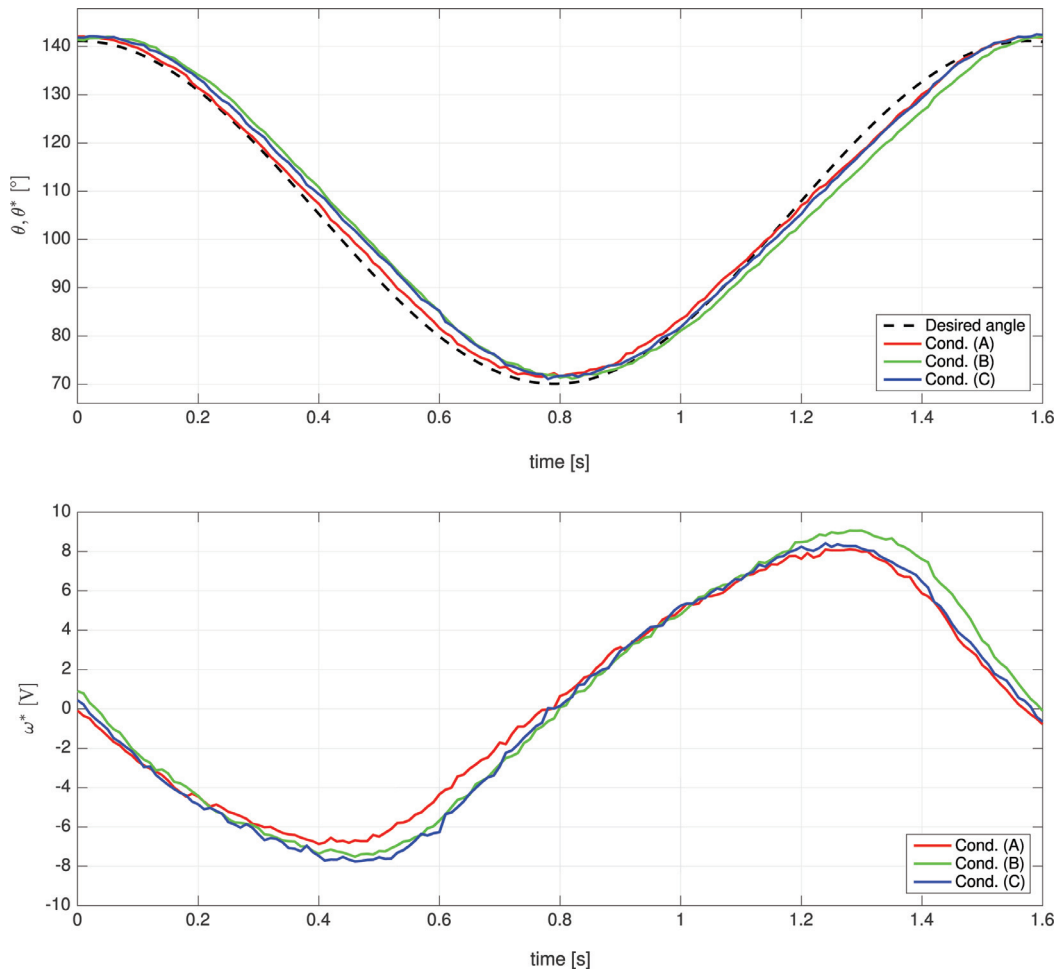 140
130
120
110
100
90
80
70
θ, θ* [°]
0 0.2 0.4 0.6 0.8 1 1.2 1.4 1.6
time [s]
Desired angle
Cond. (A)
Cond. (B)
Cond. (C)
10
8
6
4
2
0
-2
-4
-6
-8
-10
ω* [V]
0 0.2 0.4 0.6 0.8 1 1.2 1.4 1.6
time [s]
Cond. (A)
Cond. (B)
Cond. (C)